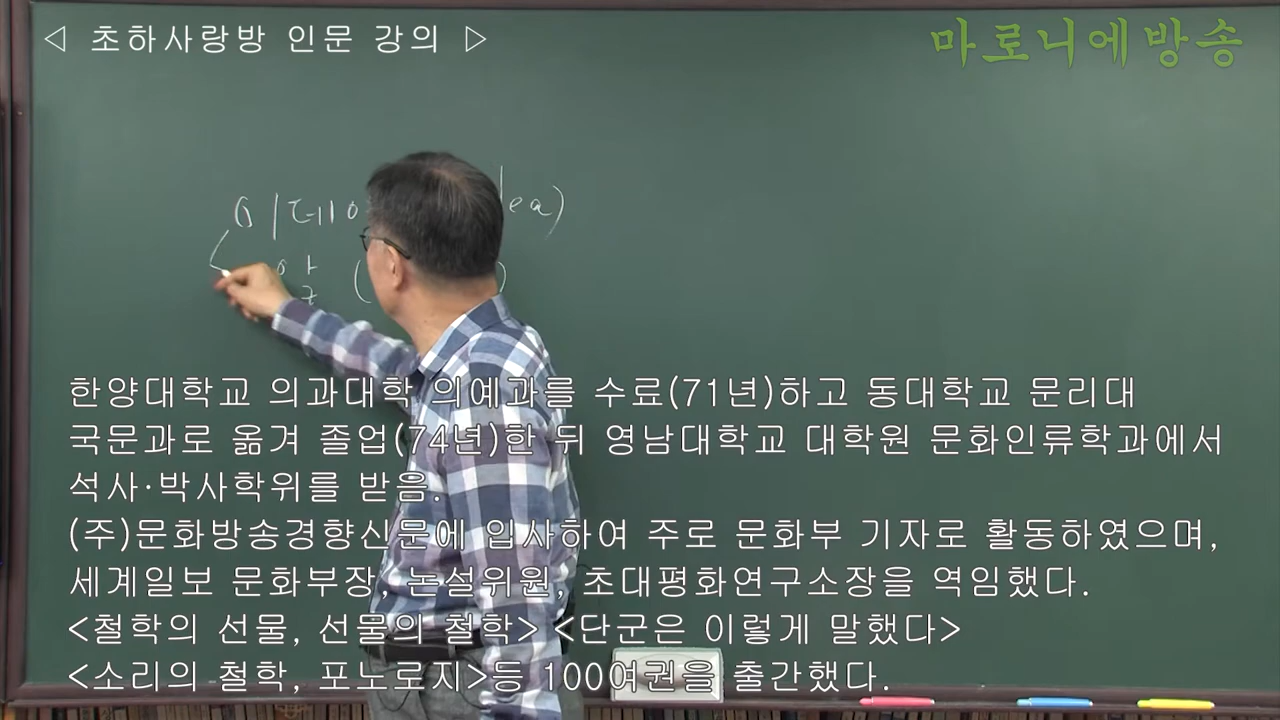 ◁ 초하사랑방 인문 강의 ▷
마로니에방송
한양대학교 의과대학 의예과를 수료(71년)하고 동대학교 문리대
국문과로 옮겨 졸업(74년)한 뒤 영남대학교 대학원 문화인류학과에서
석사·박사학위를 받음.
(주)문화방송경향신문에 입사하여 주로 문화부 기자로 활동하였으며,
세계일보 문화부장, 논설위원, 초대평화연구소장을 역임했다.
<철학의 선물, 선물의 철학> <단군은 이렇게 말했다>
<소리의 철학, 포노로지>등 100여권을 출간했다.